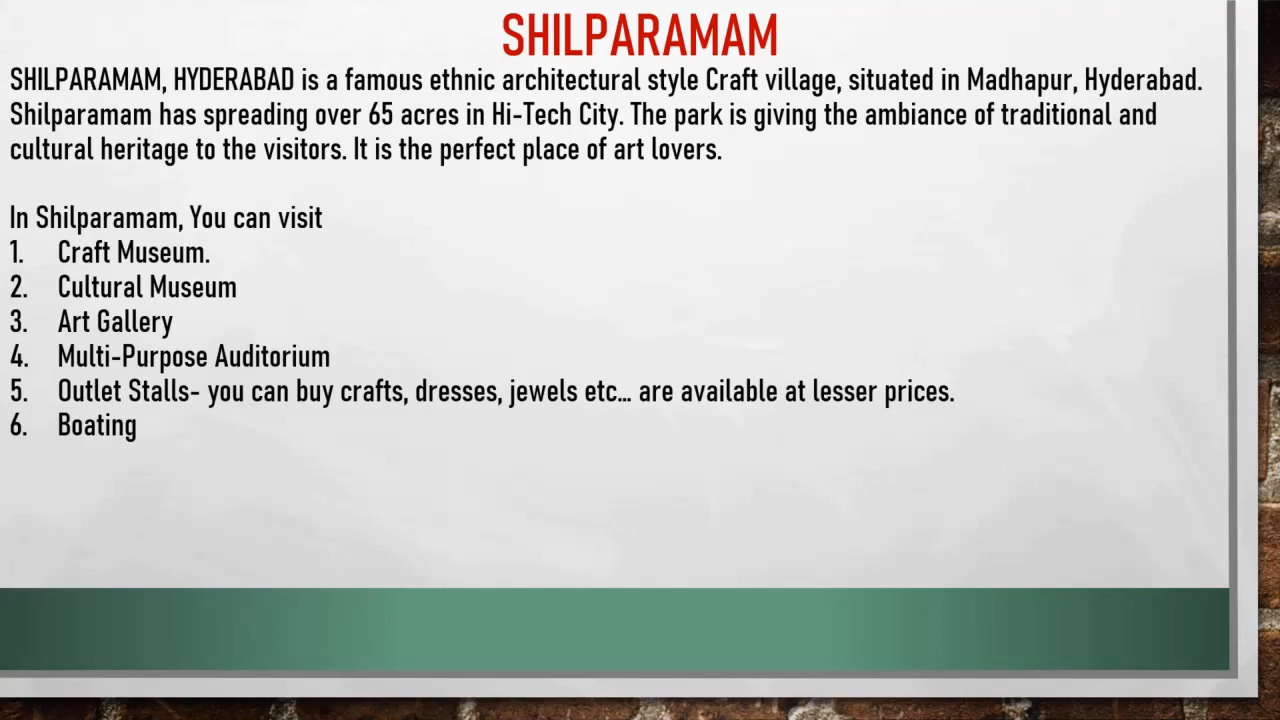 SHILPARAMAM
SHILPARAMAM, HYDERABAD is a famous ethnic architectural style Craft village, situated in Madhapur, Hyderabad.
Shilparamam has spreading over 65 acres in Hi-Tech City. The park is giving the ambiance of traditional and
cultural heritage to the visitors. It is the perfect place of art lovers.
In Shilparamam, You can visit
1. Craft Museum.
2. Cultural Museum
3. Art Gallery
4. Multi-Purpose Auditorium
5. Outlet Stalls- you can buy crafts, dresses, jewels etc... are available at lesser prices.
6. Boating